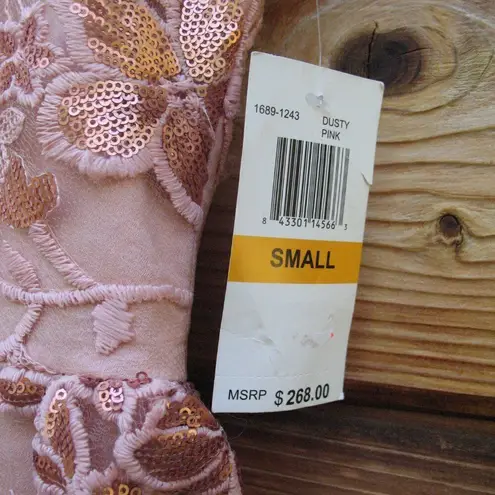 1689-1243 DUSTY
PINK
8 43301 14566 3
SMALL
MSRP $ 268.00